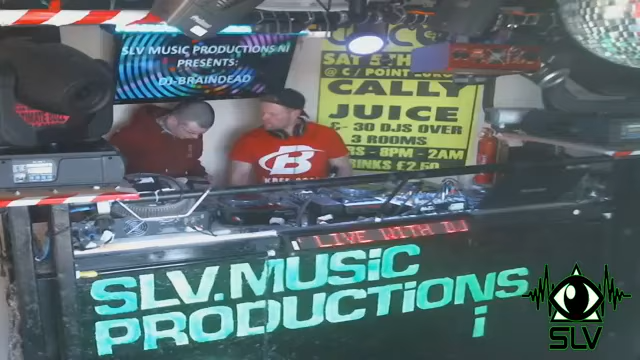 SLV MUSIC PRODUCTIONS NI
PRESENTS:
DJ-BRAINDEAD
SAT 5TH
@ C / POINT
CALLY
JUICE
30 DJS OVER
3 ROOMS
8PM - 2AM
£2.50
B
LIVE WITH DJ
SLV.MUSiC
PRODUCTiONS
i
SLV